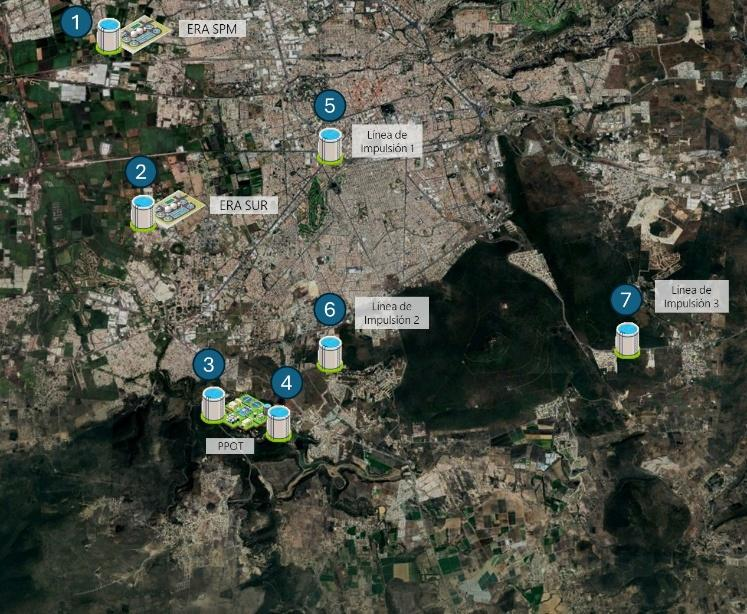 1
ERA SPM
5
Línea de
Impulsión 1
2
ERA SUR
7
Línea de
Impulsión 3
6
Línea de
Impulsión 2
3
4
PPOT